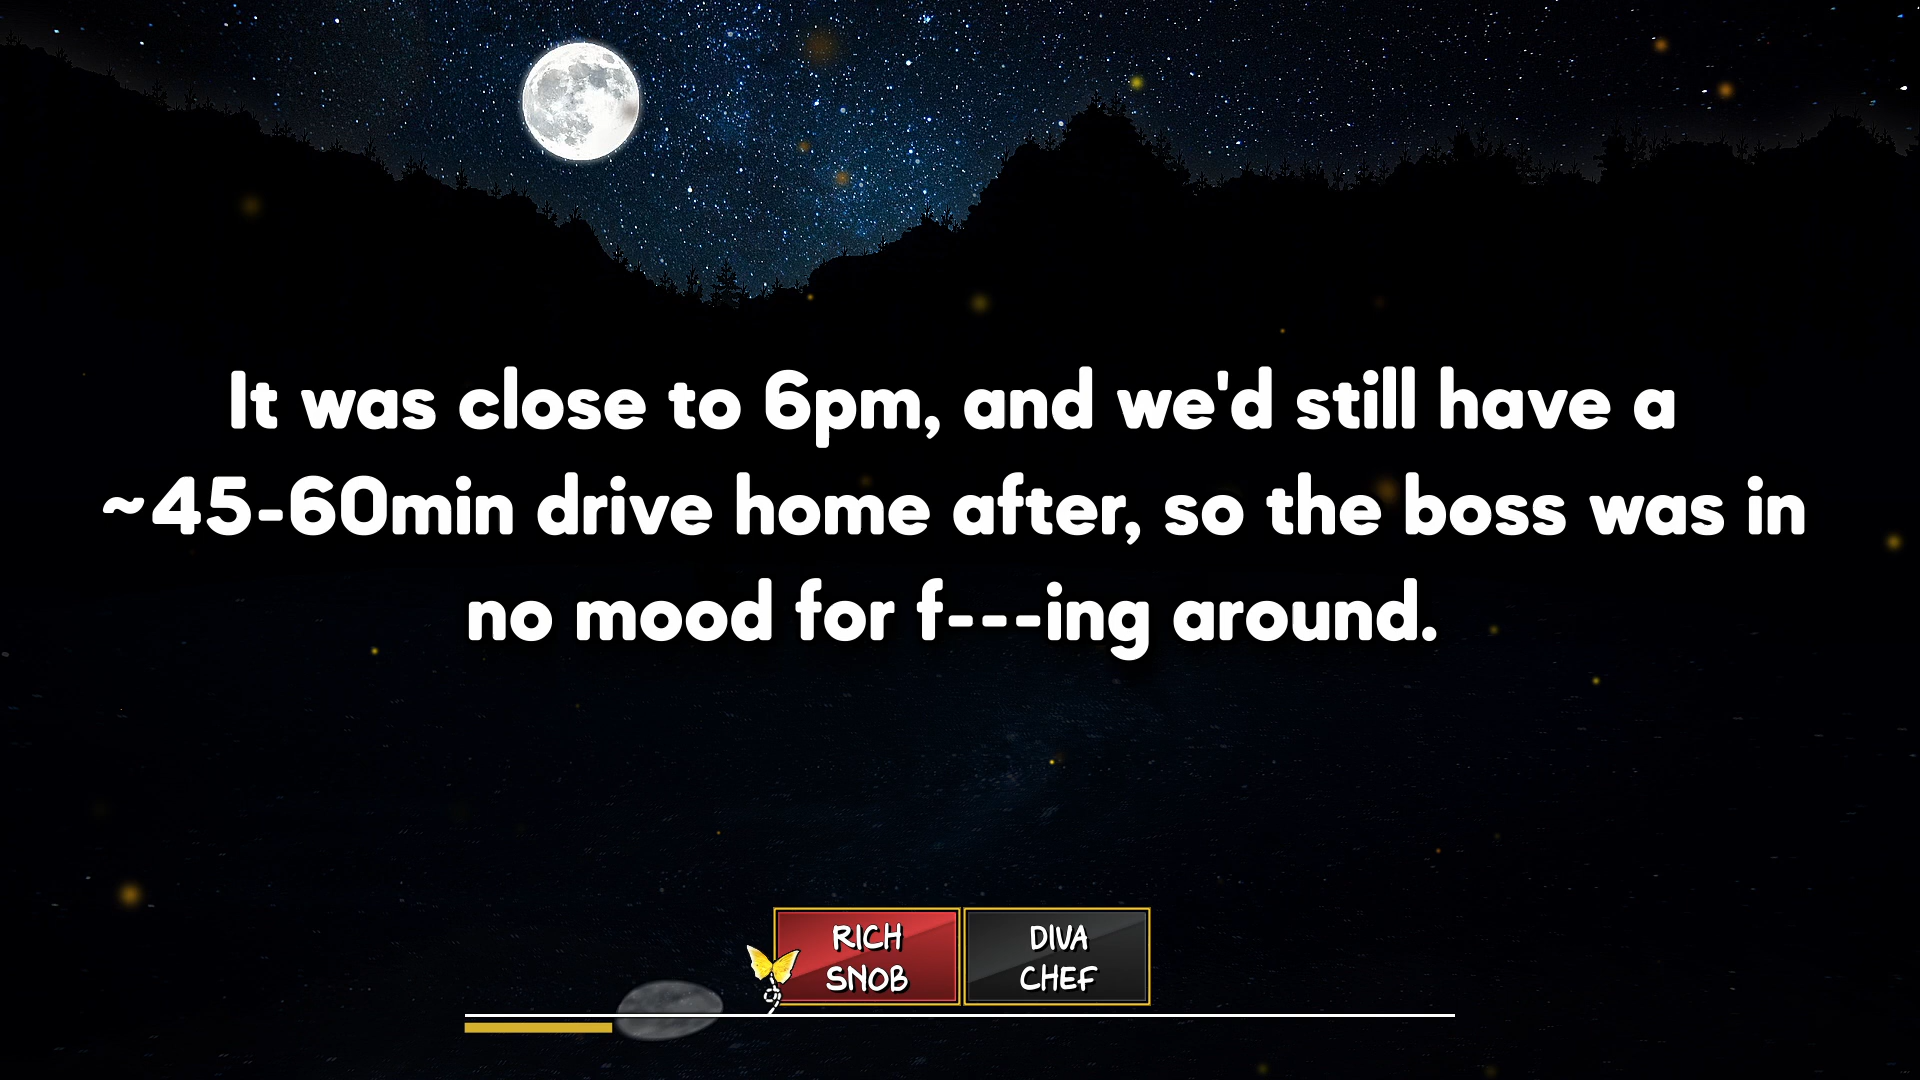 It was close to 6pm, and we'd still have a
~45-60min drive home after, so the boss was in
no mood for f---ing around.
RICH
SNOB
DIVA
CHEF